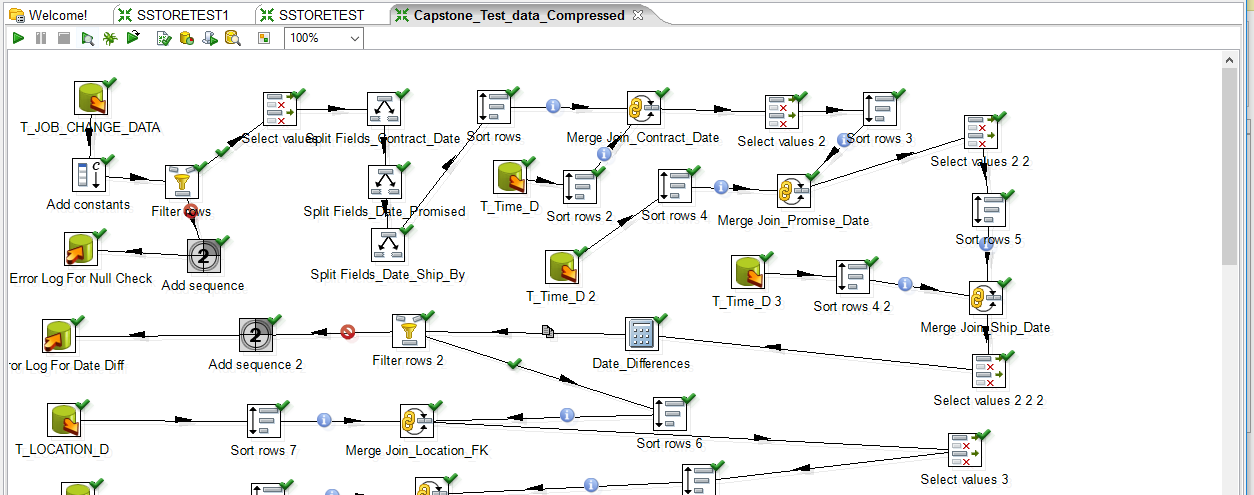 Welcome!
SSTORETEST1
SSTORETEST
Capstone_Test_data_Compressed
100%
T_JOB_CHANGE_DATA
Select values
Split Fields_Contract_Date
Sort rows
Merge Join_Contract_Date
Select values 2
Sort rows 3
Select values 2 2
Add constants
Filter rows
Split Fields_Date_Promised
T_Time_D
Sort rows 2
Sort rows 4
Merge Join_Promise_Date
Sort rows 5
Error Log For Null Check
Add sequence
Split Fields_Date_Ship_By
T_Time_D 2
T_Time_D 3
Sort rows 4 2
Merge Join_Ship_Date
or Log For Date Diff
Add sequence 2
Filter rows 2
Date_Differences
Select values 2 2 2
T_LOCATION_D
Sort rows 7
Merge Join_Location_FK
Sort rows 6
Select values 3